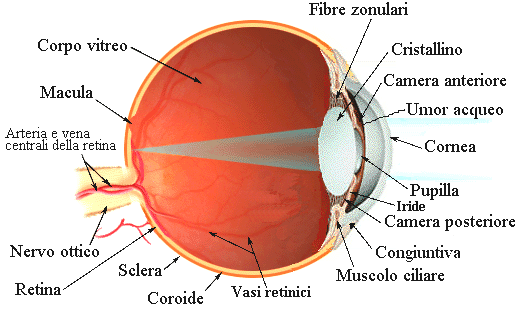 Fibre zonulari
Corpo vitreo
Cristallino
Camera anteriore
Macula
Umor acqueo
Arteria e vena
centrali della retina
Cornea
Pupilla
Iride
Camera posteriore
Nervo ottico
Congiuntiva
Sclera
Muscolo ciliare
Retina
Vasi retinici
Coroide